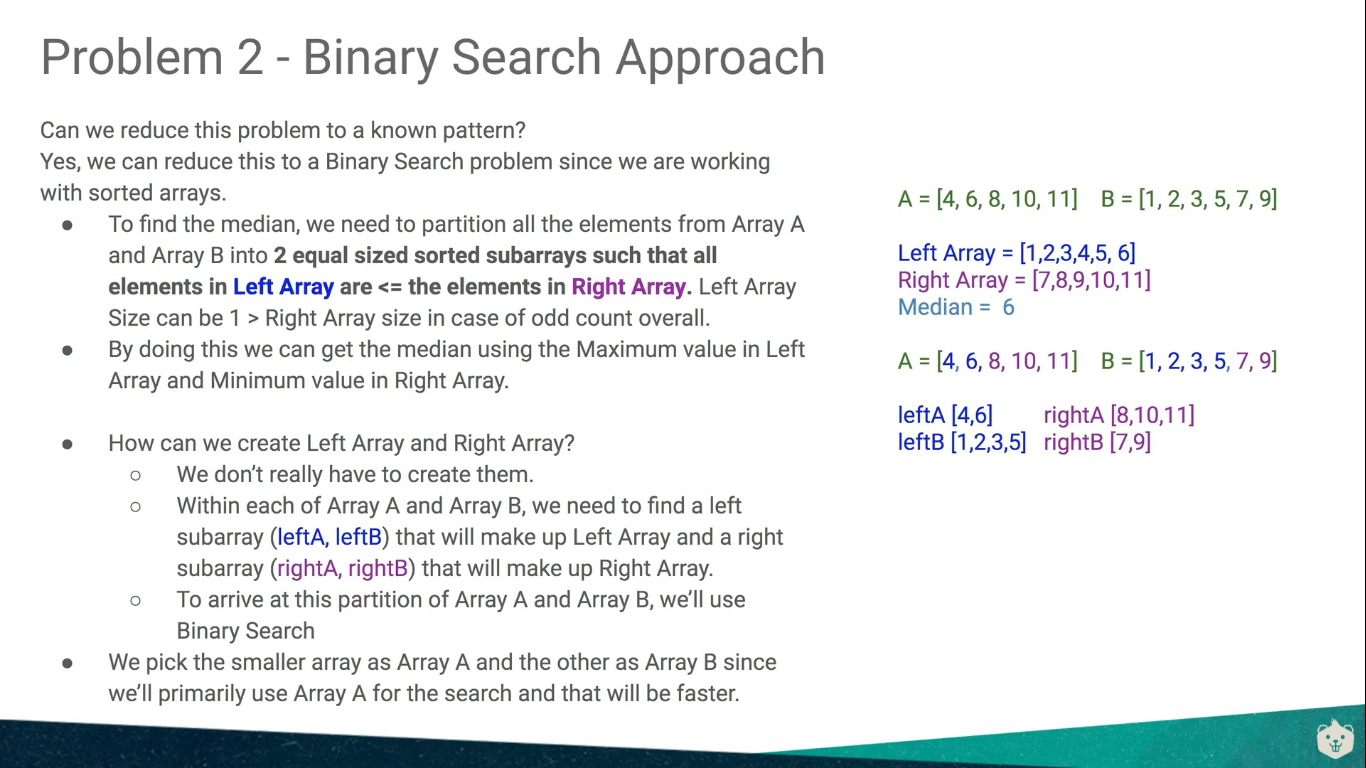 Problem 2 - Binary Search Approach
Can we reduce this problem to a known pattern?
Yes, we can reduce this to a Binary Search problem since we are working
with sorted arrays.
● To find the median, we need to partition all the elements from Array A
and Array B into 2 equal sized sorted subarrays such that all
elements in Left Array are <= the elements in Right Array. Left Array
Size can be 1 > Right Array size in case of odd count overall.
● By doing this we can get the median using the Maximum value in Left
Array and Minimum value in Right Array.
● How can we create Left Array and Right Array?
○ We don’t really have to create them.
○ Within each of Array A and Array B, we need to find a left
subarray (leftA, leftB) that will make up Left Array and a right
subarray (rightA, rightB) that will make up Right Array.
○ To arrive at this partition of Array A and Array B, we’ll use
Binary Search
● We pick the smaller array as Array A and the other as Array B since
we’ll primarily use Array A for the search and that will be faster.
A = [4, 6, 8, 10, 11] B = [1, 2, 3, 5, 7, 9]
Left Array = [1,2,3,4,5, 6]
Right Array = [7,8,9,10,11]
Median = 6
A = [4, 6, 8, 10, 11] B = [1, 2, 3, 5, 7, 9]
leftA [4,6] rightA [8,10,11]
leftB [1,2,3,5] rightB [7,9]